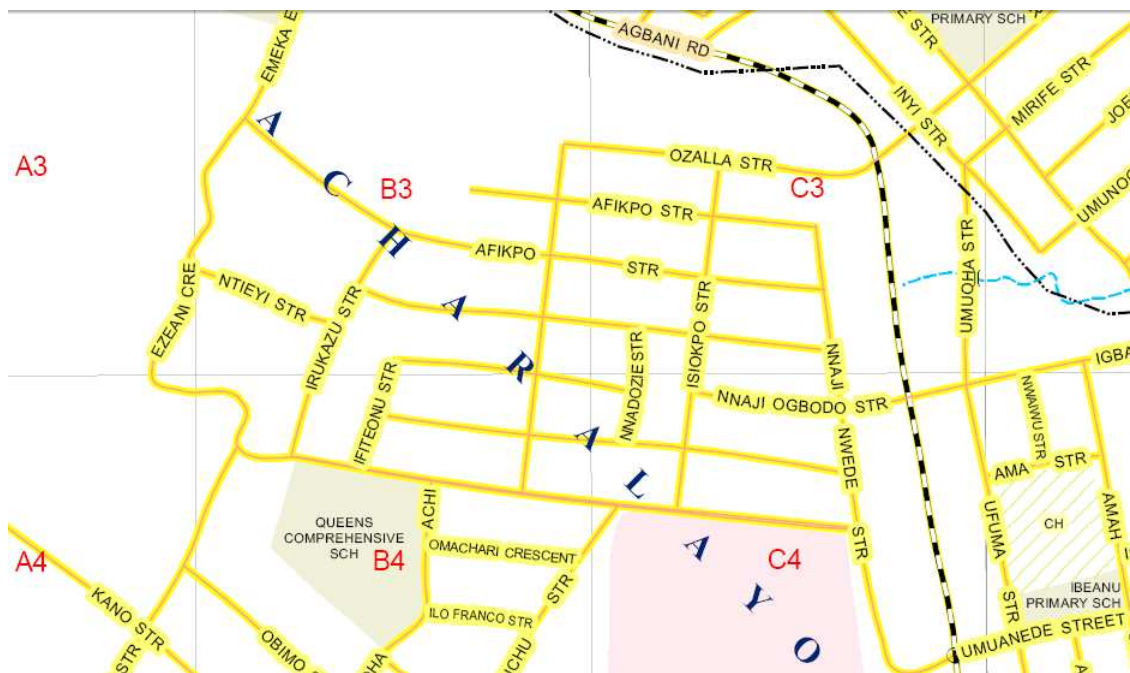 EMEKA E
AGBANI RD
E STR
PRIMARY SCH
INYI STR
MIRIFE STR
JOE
A3
B3
C3
OZALLA STR
AFIKPO STR
UMUNO
AFIKPO STR
UMUOHA STR
NTIEYI STR
EZEANI CRE
IRUKAZU STR
ISIOKPO STR
NNADOZIE STR
IFITEONU STR
NNAJI NWEDE STR
NNAJI OGBODO STR
IGBA
NWAIWU STR
AMA STR
UFUMA STR
AMAH
CH
ACHARA LAYO
QUEENS
COMPREHENSIVE
SCH
ACHI
OMACHARI CRESCENT
A4
B4
C4
ILO FRANCO STR
STR
ICHU
HA
KANO STR
OBIMO S
STR
IBEANU
PRIMARY SCH
UMUANEDE STREET
A